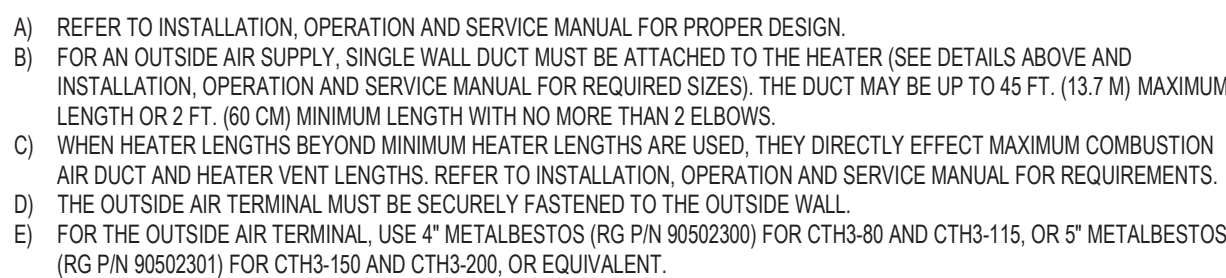 A) REFER TO INSTALLATION, OPERATION AND SERVICE MANUAL FOR PROPER DESIGN.
B) FOR AN OUTSIDE AIR SUPPLY, SINGLE WALL DUCT MUST BE ATTACHED TO THE HEATER (SEE DETAILS ABOVE AND
INSTALLATION, OPERATION AND SERVICE MANUAL FOR REQUIRED SIZES). THE DUCT MAY BE UP TO 45 FT. (13.7 M) MAXIMUM
LENGTH OR 2 FT. (60 CM) MINIMUM LENGTH WITH NO MORE THAN 2 ELBOWS.
C) WHEN HEATER LENGTHS BEYOND MINIMUM HEATER LENGTHS ARE USED, THEY DIRECTLY EFFECT MAXIMUM COMBUSTION
AIR DUCT AND HEATER VENT LENGTHS. REFER TO INSTALLATION, OPERATION AND SERVICE MANUAL FOR REQUIREMENTS.
D) THE OUTSIDE AIR TERMINAL MUST BE SECURELY FASTENED TO THE OUTSIDE WALL.
E) FOR THE OUTSIDE AIR TERMINAL, USE 4" METALBESTOS (RG P/N 90502300) FOR CTH3-80 AND CTH3-115, OR 5" METALBESTOS
(RG P/N 90502301) FOR CTH3-150 AND CTH3-200, OR EQUIVALENT.